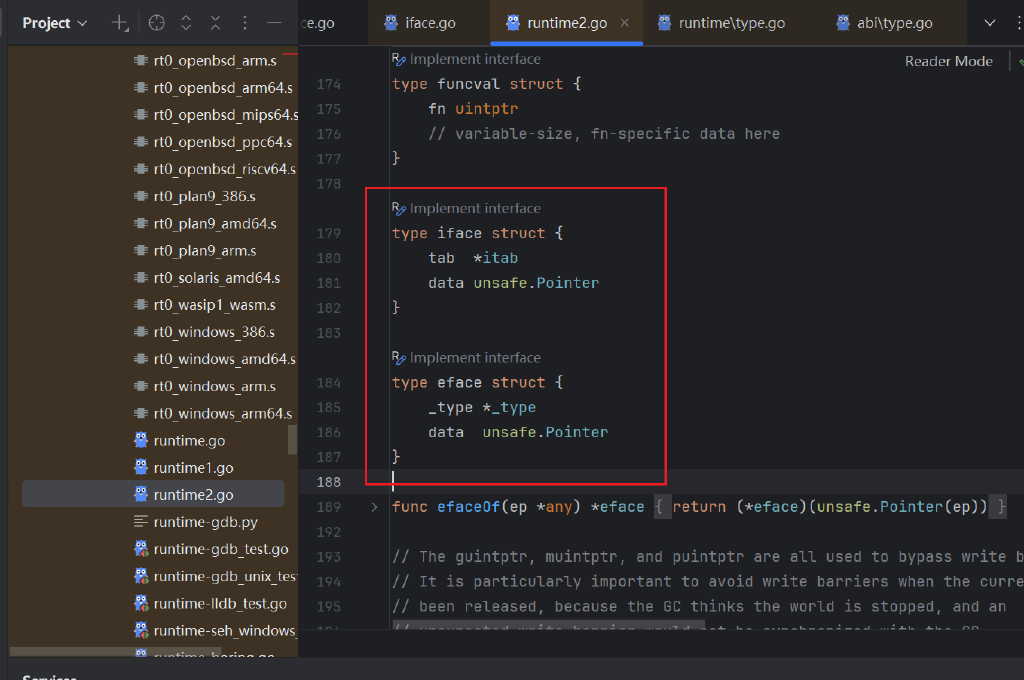 Project
ce.go
iface.go
runtime2.go
runtime\type.go
abi\type.go
rt0_openbsd_arm.s
rt0_openbsd_arm64.s
rt0_openbsd_mips64.s
rt0_openbsd_ppc64.s
rt0_openbsd_riscv64.s
rt0_plan9_386.s
rt0_plan9_amd64.s
rt0_plan9_arm.s
rt0_solaris_amd64.s
rt0_wasip1_wasm.s
rt0_windows_386.s
rt0_windows_amd64.s
rt0_windows_arm.s
rt0_windows_arm64.s
runtime.go
runtime1.go
runtime2.go
runtime-gdb.py
runtime-gdb_test.go
runtime-gdb_unix_tes
runtime-lldb_test.go
runtime-seh_windows_
Services
Reader Mode
Implement interface
174 type funcval struct {
175 fn uintptr
176 // variable-size, fn-specific data here
177 }
178
Implement interface
179 type iface struct {
180 tab *itab
181 data unsafe.Pointer
182 }
183
Implement interface
184 type eface struct {
185 _type *_type
186 data unsafe.Pointer
187 }
188
189 func efaceOf(ep *any) *eface { return (*eface)(unsafe.Pointer(ep)) }
192
193 // The guintptr, muintptr, and puintptr are all used to bypass write b
194 // It is particularly important to avoid write barriers when the curre
195 // been released, because the GC thinks the world is stopped, and an